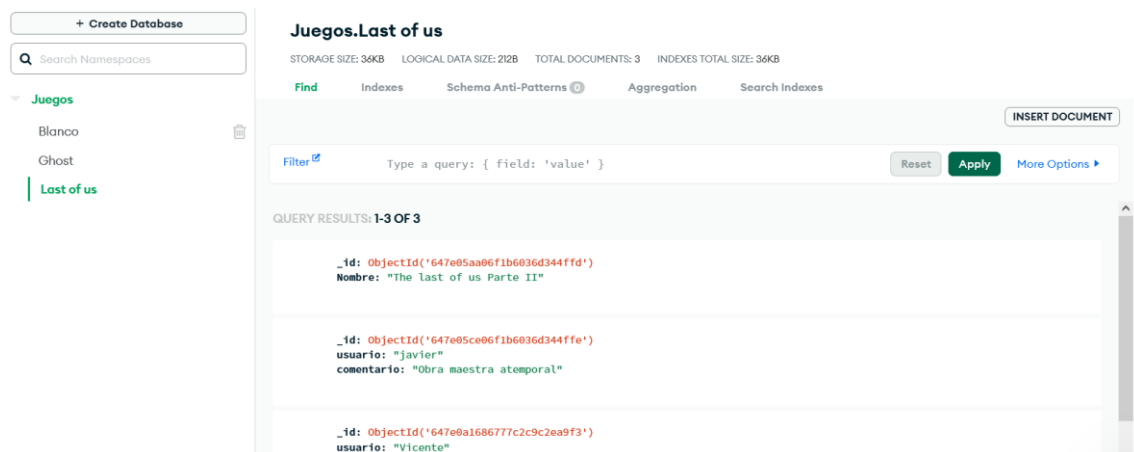 + Create Database
Search Namespaces
Juegos
Blanco
Ghost
Last of us
Juegos.Last of us
STORAGE SIZE: 36KB LOGICAL DATA SIZE: 212B TOTAL DOCUMENTS: 3 INDEXES TOTAL SIZE: 36KB
Find Indexes Schema Anti-Patterns 0 Aggregation Search Indexes
INSERT DOCUMENT
Filter Type a query: { field: 'value' } Reset Apply More Options
QUERY RESULTS: 1-3 OF 3
_id: ObjectId('647e05aa06f1b6036d344ffd')
Nombre: "The last of us Parte II"
_id: ObjectId('647e05ce06f1b6036d344ffe')
usuario: "javier"
comentario: "Obra maestra atemporal"
_id: ObjectId('647e0a1686777c2c9c2ea9f3')
usuario: "Vicente"